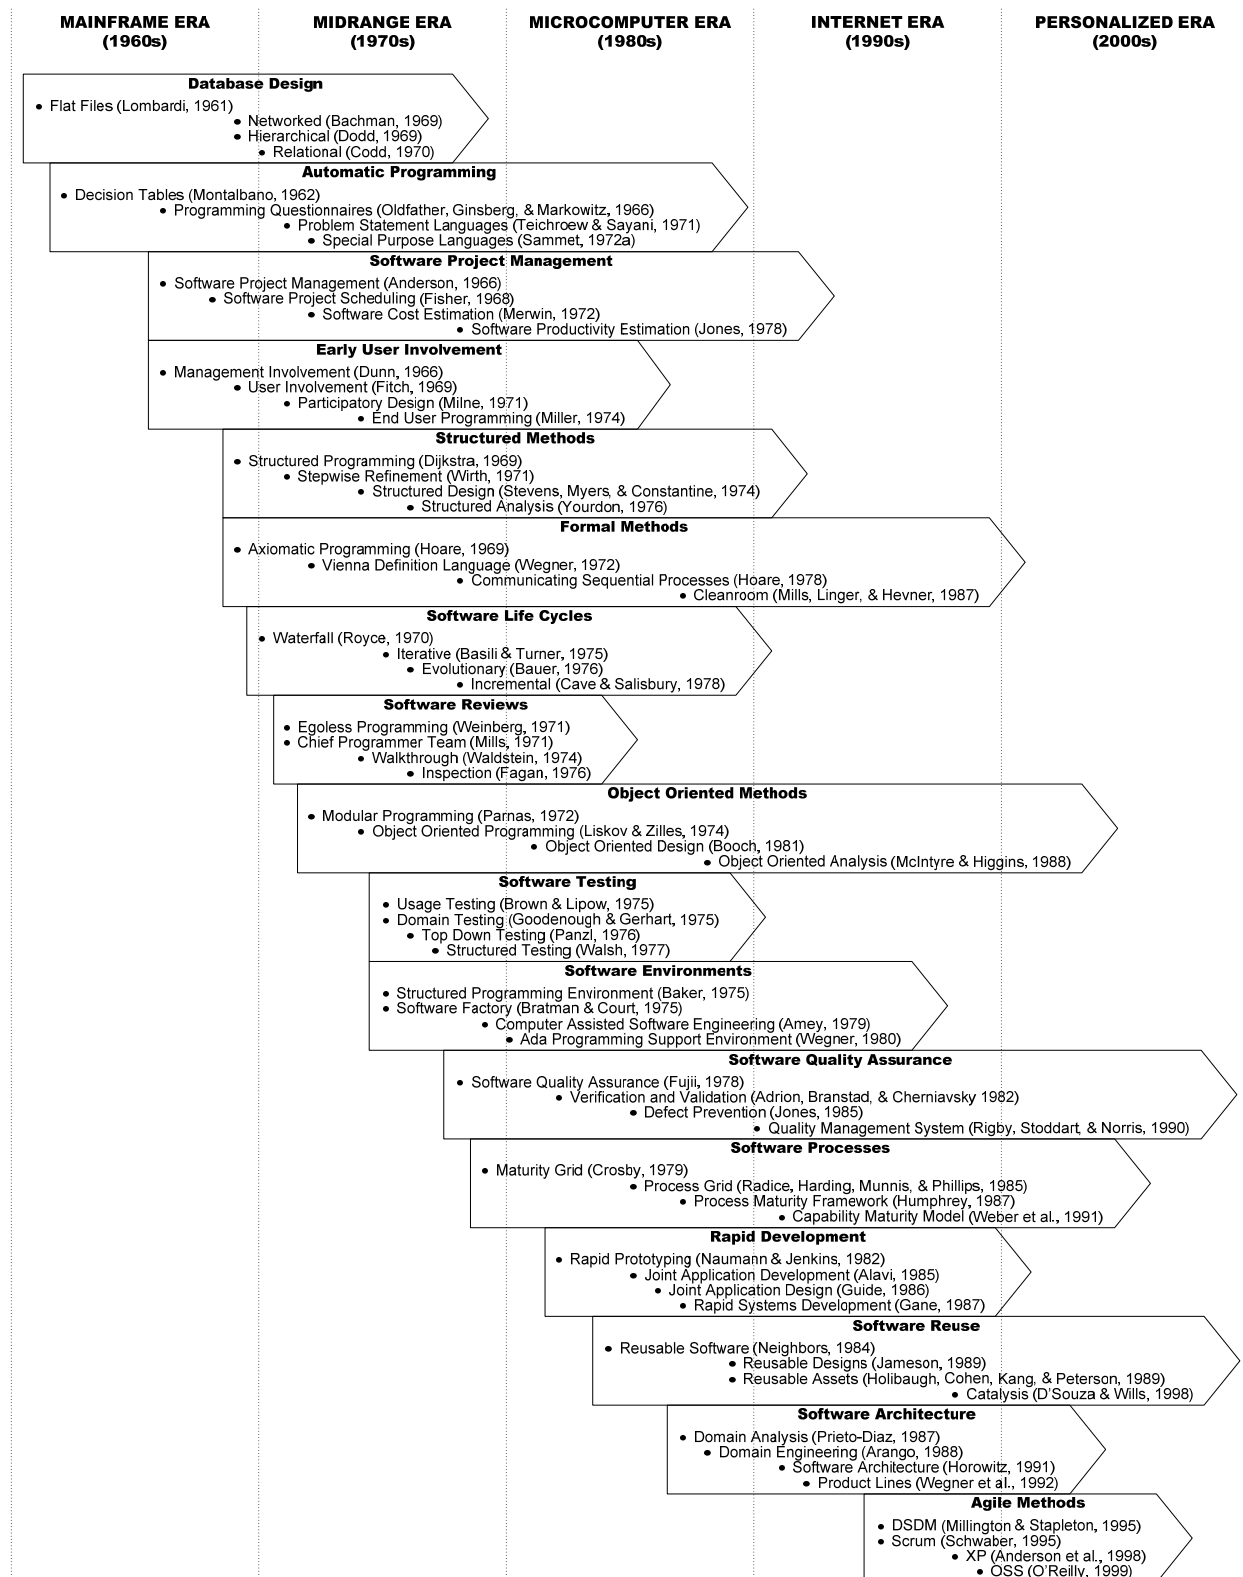 MAINFRAME ERA MIDRANGE ERA MICROCOMPUTER ERA INTERNET ERA PERSONALIZED ERA
(1960s) (1970s) (1980s) (1990s) (2000s)
Database Design
• Flat Files (Lombardi, 1961)
• Networked (Bachman, 1969)
• Hierarchical (Dodd, 1969)
• Relational (Codd, 1970)
Automatic Programming
• Decision Tables (Montalbano, 1962)
• Programming Questionnaires (Oldfather, Ginsberg, & Markowitz, 1966)
• Problem Statement Languages (Teichroew & Sayani, 1971)
• Special Purpose Languages (Sammet, 1972a)
Software Project Management
• Software Project Management (Anderson, 1966)
• Software Project Scheduling (Fisher, 1968)
• Software Cost Estimation (Merwin, 1972)
• Software Productivity Estimation (Jones, 1978)
Early User Involvement
• Management Involvement (Dunn, 1966)
• User Involvement (Fitch, 1969)
• Participatory Design (Milne, 1971)
• End User Programming (Miller, 1974)
Structured Methods
• Structured Programming (Dijkstra, 1969)
• Stepwise Refinement (Wirth, 1971)
• Structured Design (Stevens, Myers, & Constantine, 1974)
• Structured Analysis (Yourdon, 1976)
Formal Methods
• Axiomatic Programming (Hoare, 1969)
• Vienna Definition Language (Wegner, 1972)
• Communicating Sequential Processes (Hoare, 1978)
• Cleanroom (Mills, Linger, & Hevner, 1987)
Software Life Cycles
• Waterfall (Royce, 1970)
• Iterative (Basili & Turner, 1975)
• Evolutionary (Bauer, 1976)
• Incremental (Cave & Salisbury, 1978)
Software Reviews
• Egoless Programming (Weinberg, 1971)
• Chief Programmer Team (Mills, 1971)
• Walkthrough (Waldstein, 1974)
• Inspection (Fagan, 1976)
Object Oriented Methods
• Modular Programming (Parnas, 1972)
• Object Oriented Programming (Liskov & Zilles, 1974)
• Object Oriented Design (Booch, 1981)
• Object Oriented Analysis (McIntyre & Higgins, 1988)
Software Testing
• Usage Testing (Brown & Lipow, 1975)
• Domain Testing (Goodenough & Gerhart, 1975)
• Top Down Testing (Panzl, 1976)
• Structured Testing (Walsh, 1977)
Software Environments
• Structured Programming Environment (Baker, 1975)
• Software Factory (Bratman & Court, 1975)
• Computer Assisted Software Engineering (Amey, 1979)
• Ada Programming Support Environment (Wegner, 1980)
Software Quality Assurance
• Software Quality Assurance (Fujii, 1978)
• Verification and Validation (Adrion, Branstad, & Cherniavsky 1982)
• Defect Prevention (Jones, 1985)
• Quality Management System (Rigby, Stoddart, & Norris, 1990)
Software Processes
• Maturity Grid (Crosby, 1979)
• Process Grid (Radice, Harding, Munnis, & Phillips, 1985)
• Process Maturity Framework (Humphrey, 1987)
• Capability Maturity Model (Weber et al., 1991)
Rapid Development
• Rapid Prototyping (Naumann & Jenkins, 1982)
• Joint Application Development (Alavi, 1985)
• Joint Application Design (Guide, 1986)
• Rapid Systems Development (Gane, 1987)
Software Reuse
• Reusable Software (Neighbors, 1984)
• Reusable Designs (Jameson, 1989)
• Reusable Assets (Holibaugh, Cohen, Kang, & Peterson, 1989)
• Catalysis (D'Souza & Wills, 1998)
Software Architecture
• Domain Analysis (Prieto-Diaz, 1987)
• Domain Engineering (Arango, 1988)
• Software Architecture (Horowitz, 1991)
• Product Lines (Wegner et al., 1992)
Agile Methods
• DSDM (Millington & Stapleton, 1995)
• Scrum (Schwaber, 1995)
• XP (Anderson et al., 1998)
• OSS (O'Reilly, 1999)